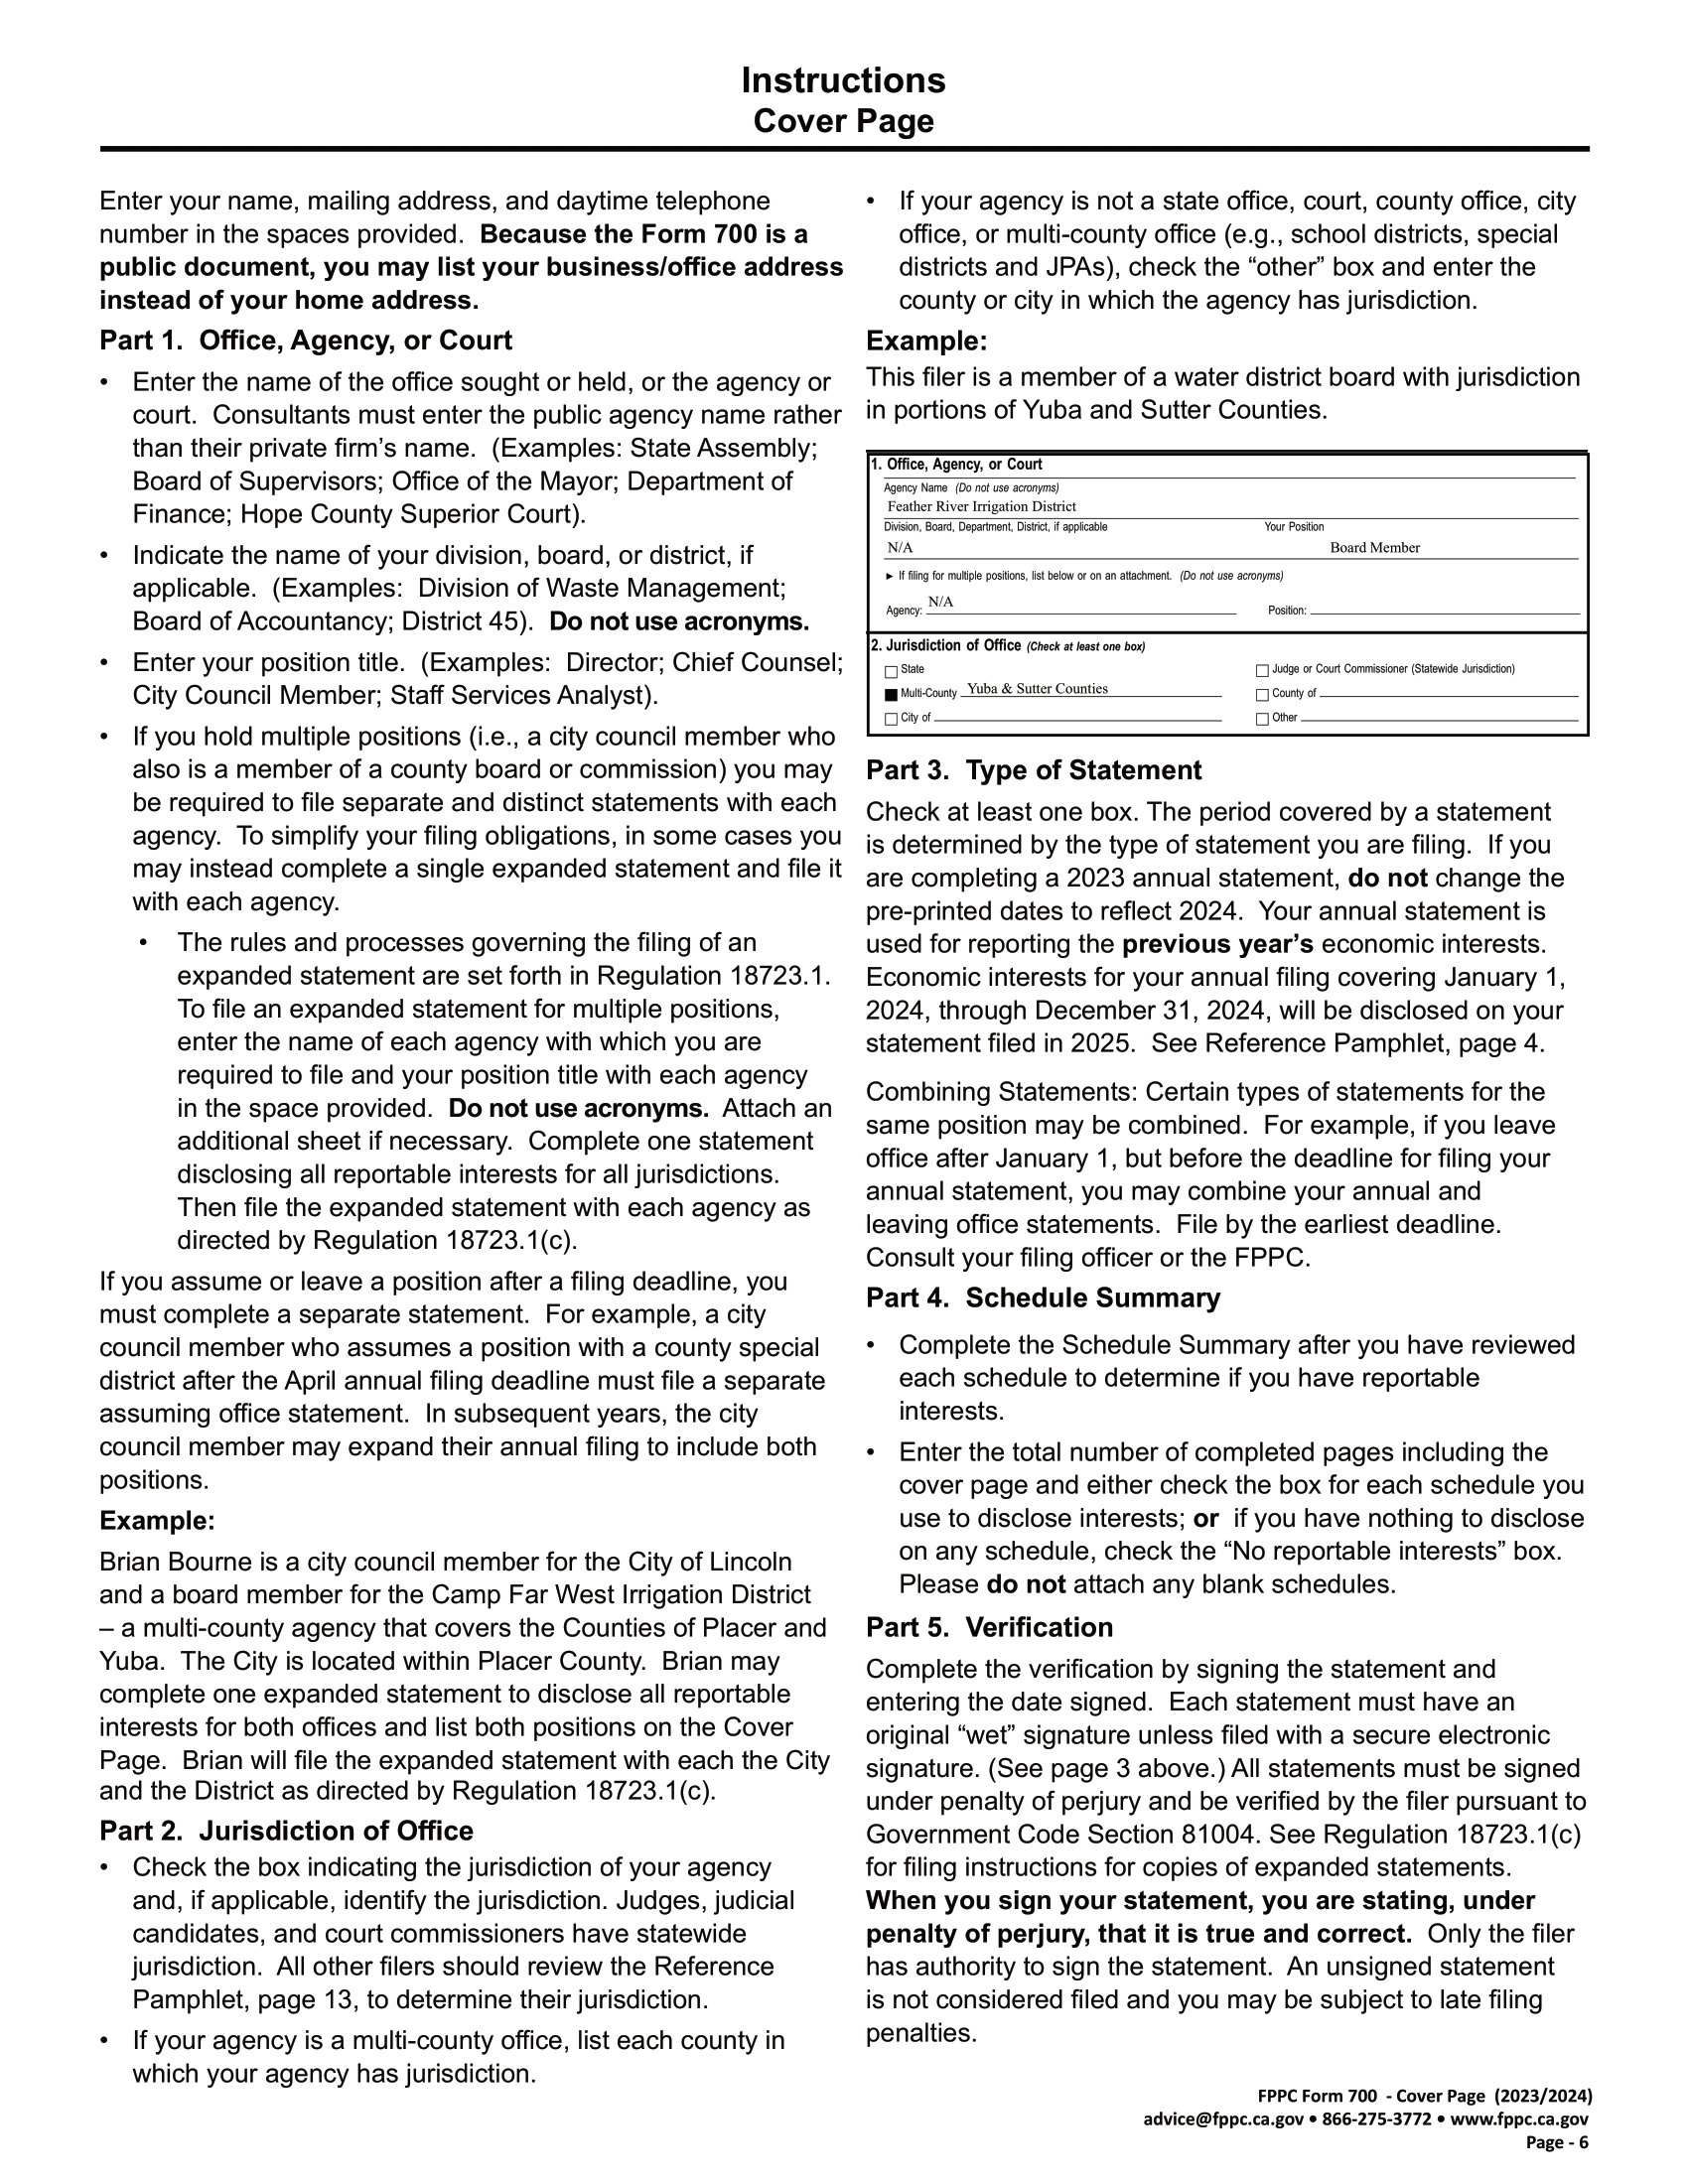 Instructions
Cover Page
Enter your name, mailing address, and daytime telephone
number in the spaces provided.  Because the Form 700 is a
public document, you may list your business/office address
instead of your home address.
Part 1.  Office, Agency, or Court
• Enter the name of the office sought or held, or the agency or
court.  Consultants must enter the public agency name rather
than their private firm’s name.  (Examples: State Assembly;
Board of Supervisors; Office of the Mayor; Department of
Finance; Hope County Superior Court).
• Indicate the name of your division, board, or district, if
applicable.  (Examples:  Division of Waste Management;
Board of Accountancy; District 45).  Do not use acronyms.
• Enter your position title.  (Examples:  Director; Chief Counsel;
City Council Member; Staff Services Analyst).
• If you hold multiple positions (i.e., a city council member who
also is a member of a county board or commission) you may
be required to file separate and distinct statements with each
agency.  To simplify your filing obligations, in some cases you
may instead complete a single expanded statement and file it
with each agency.
• The rules and processes governing the filing of an
expanded statement are set forth in Regulation 18723.1.
To file an expanded statement for multiple positions,
enter the name of each agency with which you are
required to file and your position title with each agency
in the space provided.  Do not use acronyms.  Attach an
additional sheet if necessary.  Complete one statement
disclosing all reportable interests for all jurisdictions.
Then file the expanded statement with each agency as
directed by Regulation 18723.1(c).
If you assume or leave a position after a filing deadline, you
must complete a separate statement.  For example, a city
council member who assumes a position with a county special
district after the April annual filing deadline must file a separate
assuming office statement.  In subsequent years, the city
council member may expand their annual filing to include both
positions.
Example:
Brian Bourne is a city council member for the City of Lincoln
and a board member for the Camp Far West Irrigation District
– a multi-county agency that covers the Counties of Placer and
Yuba.  The City is located within Placer County.  Brian may
complete one expanded statement to disclose all reportable
interests for both offices and list both positions on the Cover
Page.  Brian will file the expanded statement with each the City
and the District as directed by Regulation 18723.1(c).
Part 2.  Jurisdiction of Office
• Check the box indicating the jurisdiction of your agency
and, if applicable, identify the jurisdiction. Judges, judicial
candidates, and court commissioners have statewide
jurisdiction.  All other filers should review the Reference
Pamphlet, page 13, to determine their jurisdiction.
• If your agency is a multi-county office, list each county in
which your agency has jurisdiction.
• If your agency is not a state office, court, county office, city
office, or multi-county office (e.g., school districts, special
districts and JPAs), check the “other” box and enter the
county or city in which the agency has jurisdiction.
Example:
This filer is a member of a water district board with jurisdiction
in portions of Yuba and Sutter Counties.
1. Office, Agency, or Court
Agency Name  (Do not use acronyms)
Feather River Irrigation District
Division, Board, Department, District, if applicable Your Position
N/A Board Member
► If filing for multiple positions, list below or on an attachment.  (Do not use acronyms)
Agency: N/A Position:
2. Jurisdiction of Office (Check at least one box)
State Judge or Court Commissioner (Statewide Jurisdiction)
Multi-County Yuba & Sutter Counties County of
City of Other
Part 3.  Type of Statement
Check at least one box. The period covered by a statement
is determined by the type of statement you are filing.  If you
are completing a 2023 annual statement, do not change the
pre-printed dates to reflect 2024.  Your annual statement is
used for reporting the previous year’s economic interests.
Economic interests for your annual filing covering January 1,
2024, through December 31, 2024, will be disclosed on your
statement filed in 2025.  See Reference Pamphlet, page 4.
Combining Statements: Certain types of statements for the
same position may be combined.  For example, if you leave
office after January 1, but before the deadline for filing your
annual statement, you may combine your annual and
leaving office statements.  File by the earliest deadline.
Consult your filing officer or the FPPC.
Part 4.  Schedule Summary
• Complete the Schedule Summary after you have reviewed
each schedule to determine if you have reportable
interests.
• Enter the total number of completed pages including the
cover page and either check the box for each schedule you
use to disclose interests; or  if you have nothing to disclose
on any schedule, check the “No reportable interests” box.
Please do not attach any blank schedules.
Part 5.  Verification
Complete the verification by signing the statement and
entering the date signed.  Each statement must have an
original “wet” signature unless filed with a secure electronic
signature. (See page 3 above.) All statements must be signed
under penalty of perjury and be verified by the filer pursuant to
Government Code Section 81004. See Regulation 18723.1(c)
for filing instructions for copies of expanded statements.
When you sign your statement, you are stating, under
penalty of perjury, that it is true and correct.  Only the filer
has authority to sign the statement.  An unsigned statement
is not considered filed and you may be subject to late filing
penalties.
FPPC Form 700  - Cover Page  (2023/2024)
advice@fppc.ca.gov • 866-275-3772 • www.fppc.ca.gov
Page - 6